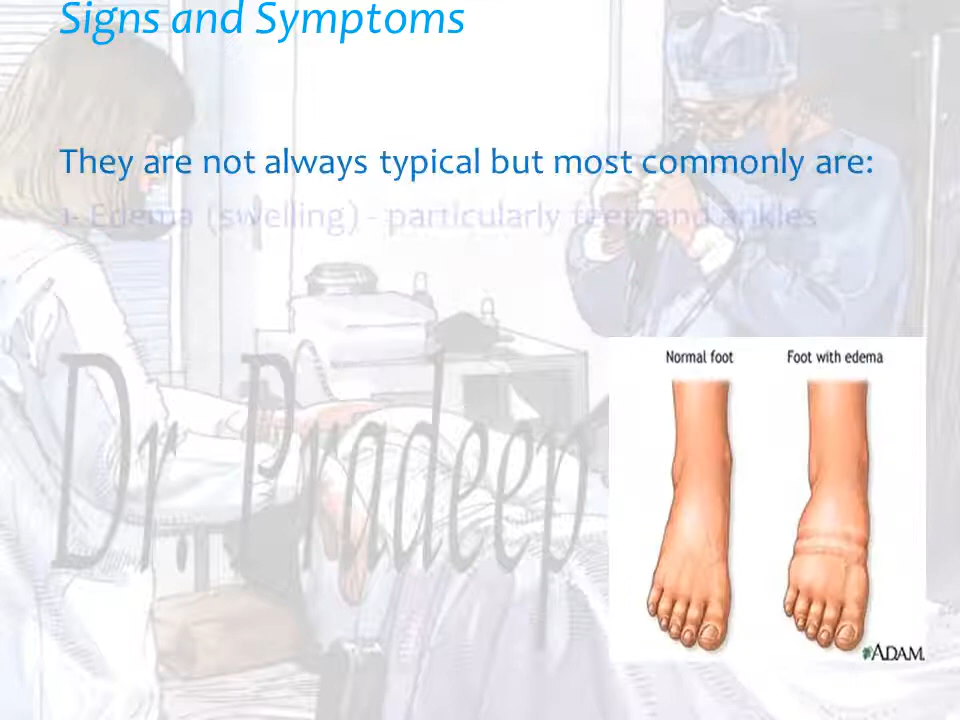 Signs and Symptoms
They are not always typical but most commonly are:
1- Edema (swelling) - particularly feet and ankles
Normal foot
Foot with edema
Dr. Pradeep
ADAM.